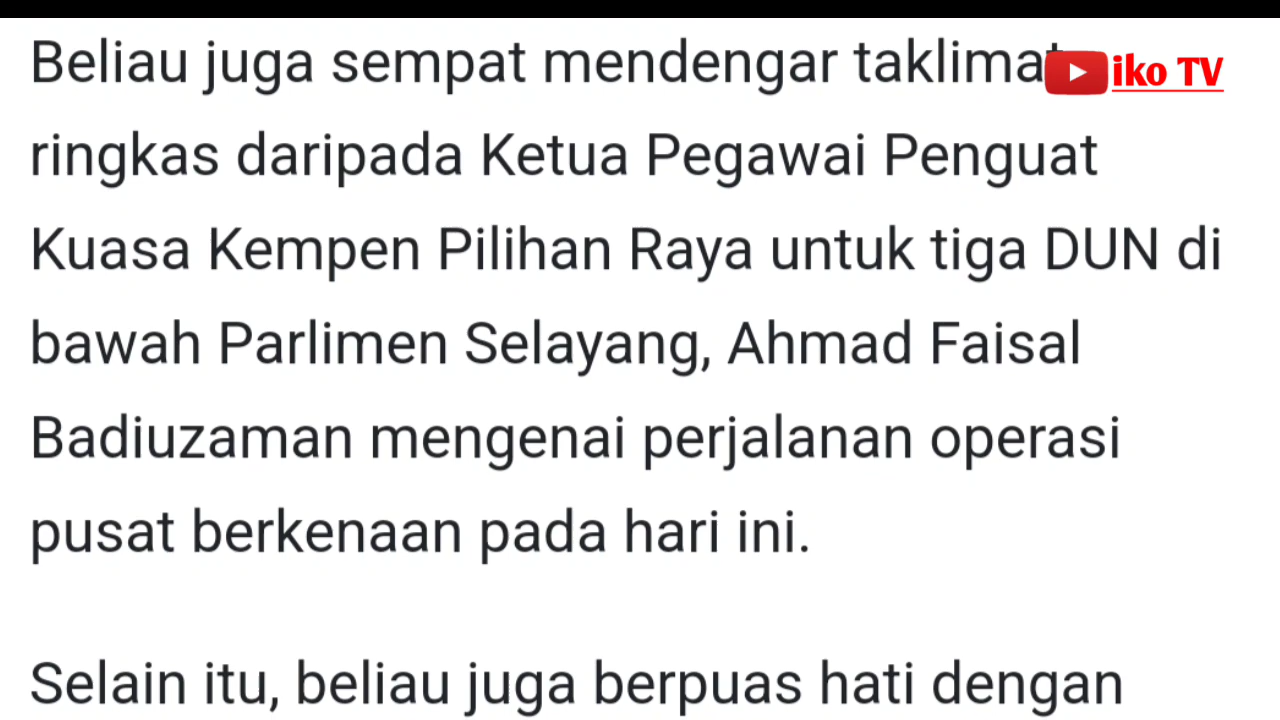 Beliau juga sempat mendengar taklimat
iko TV
ringkas daripada Ketua Pegawai Penguat
Kuasa Kempen Pilihan Raya untuk tiga DUN di
bawah Parlimen Selayang, Ahmad Faisal
Badiuzaman mengenai perjalanan operasi
pusat berkenaan pada hari ini.
Selain itu, beliau juga berpuas hati dengan